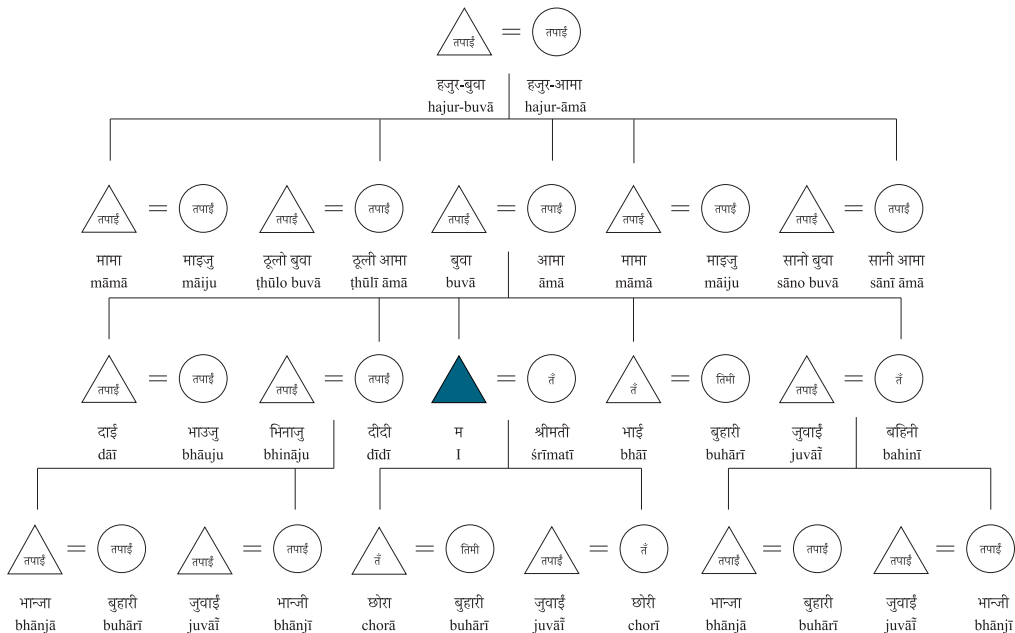 तपाईं = तपाईं
हजुर-बुवा हजुर-आमा
hajur-buvā hajur-āmā
तपाईं = तपाईं तपाईं = तपाईं तपाईं = तपाईं तपाईं = तपाईं तपाईं = तपाईं
मामा माइजु ठूलो बुवा ठूली आमा बुवा आमा मामा माइजु सानो बुवा सानी आमा
māmā māiju ṭhūlo buvā ṭhūlī āmā buvā āmā māmā māiju sāno buvā sānī āmā
तपाईं = तपाईं तपाईं = तपाईं = तँ तँ = तिमी तपाईं = तँ
दाई भाउजु भिनाजु दीदी म श्रीमती भाई बुहारी जुवाईं बहिनी
dāī bhāuju bhināju dīdī I śrīmatī bhāī buhārī juvāī̃ bahinī
तपाईं = तपाईं तपाईं = तपाईं तँ = तिमी तपाईं = तँ तपाईं = तपाईं तपाईं = तपाईं
भान्जा बुहारी जुवाईं भान्जी छोरा बुहारी जुवाईं छोरी भान्जा बुहारी जुवाईं भान्जी
bhānjā buhārī juvāī̃ bhānjī chorā buhārī juvāī̃ chorī bhānjā buhārī juvāī̃ bhānjī